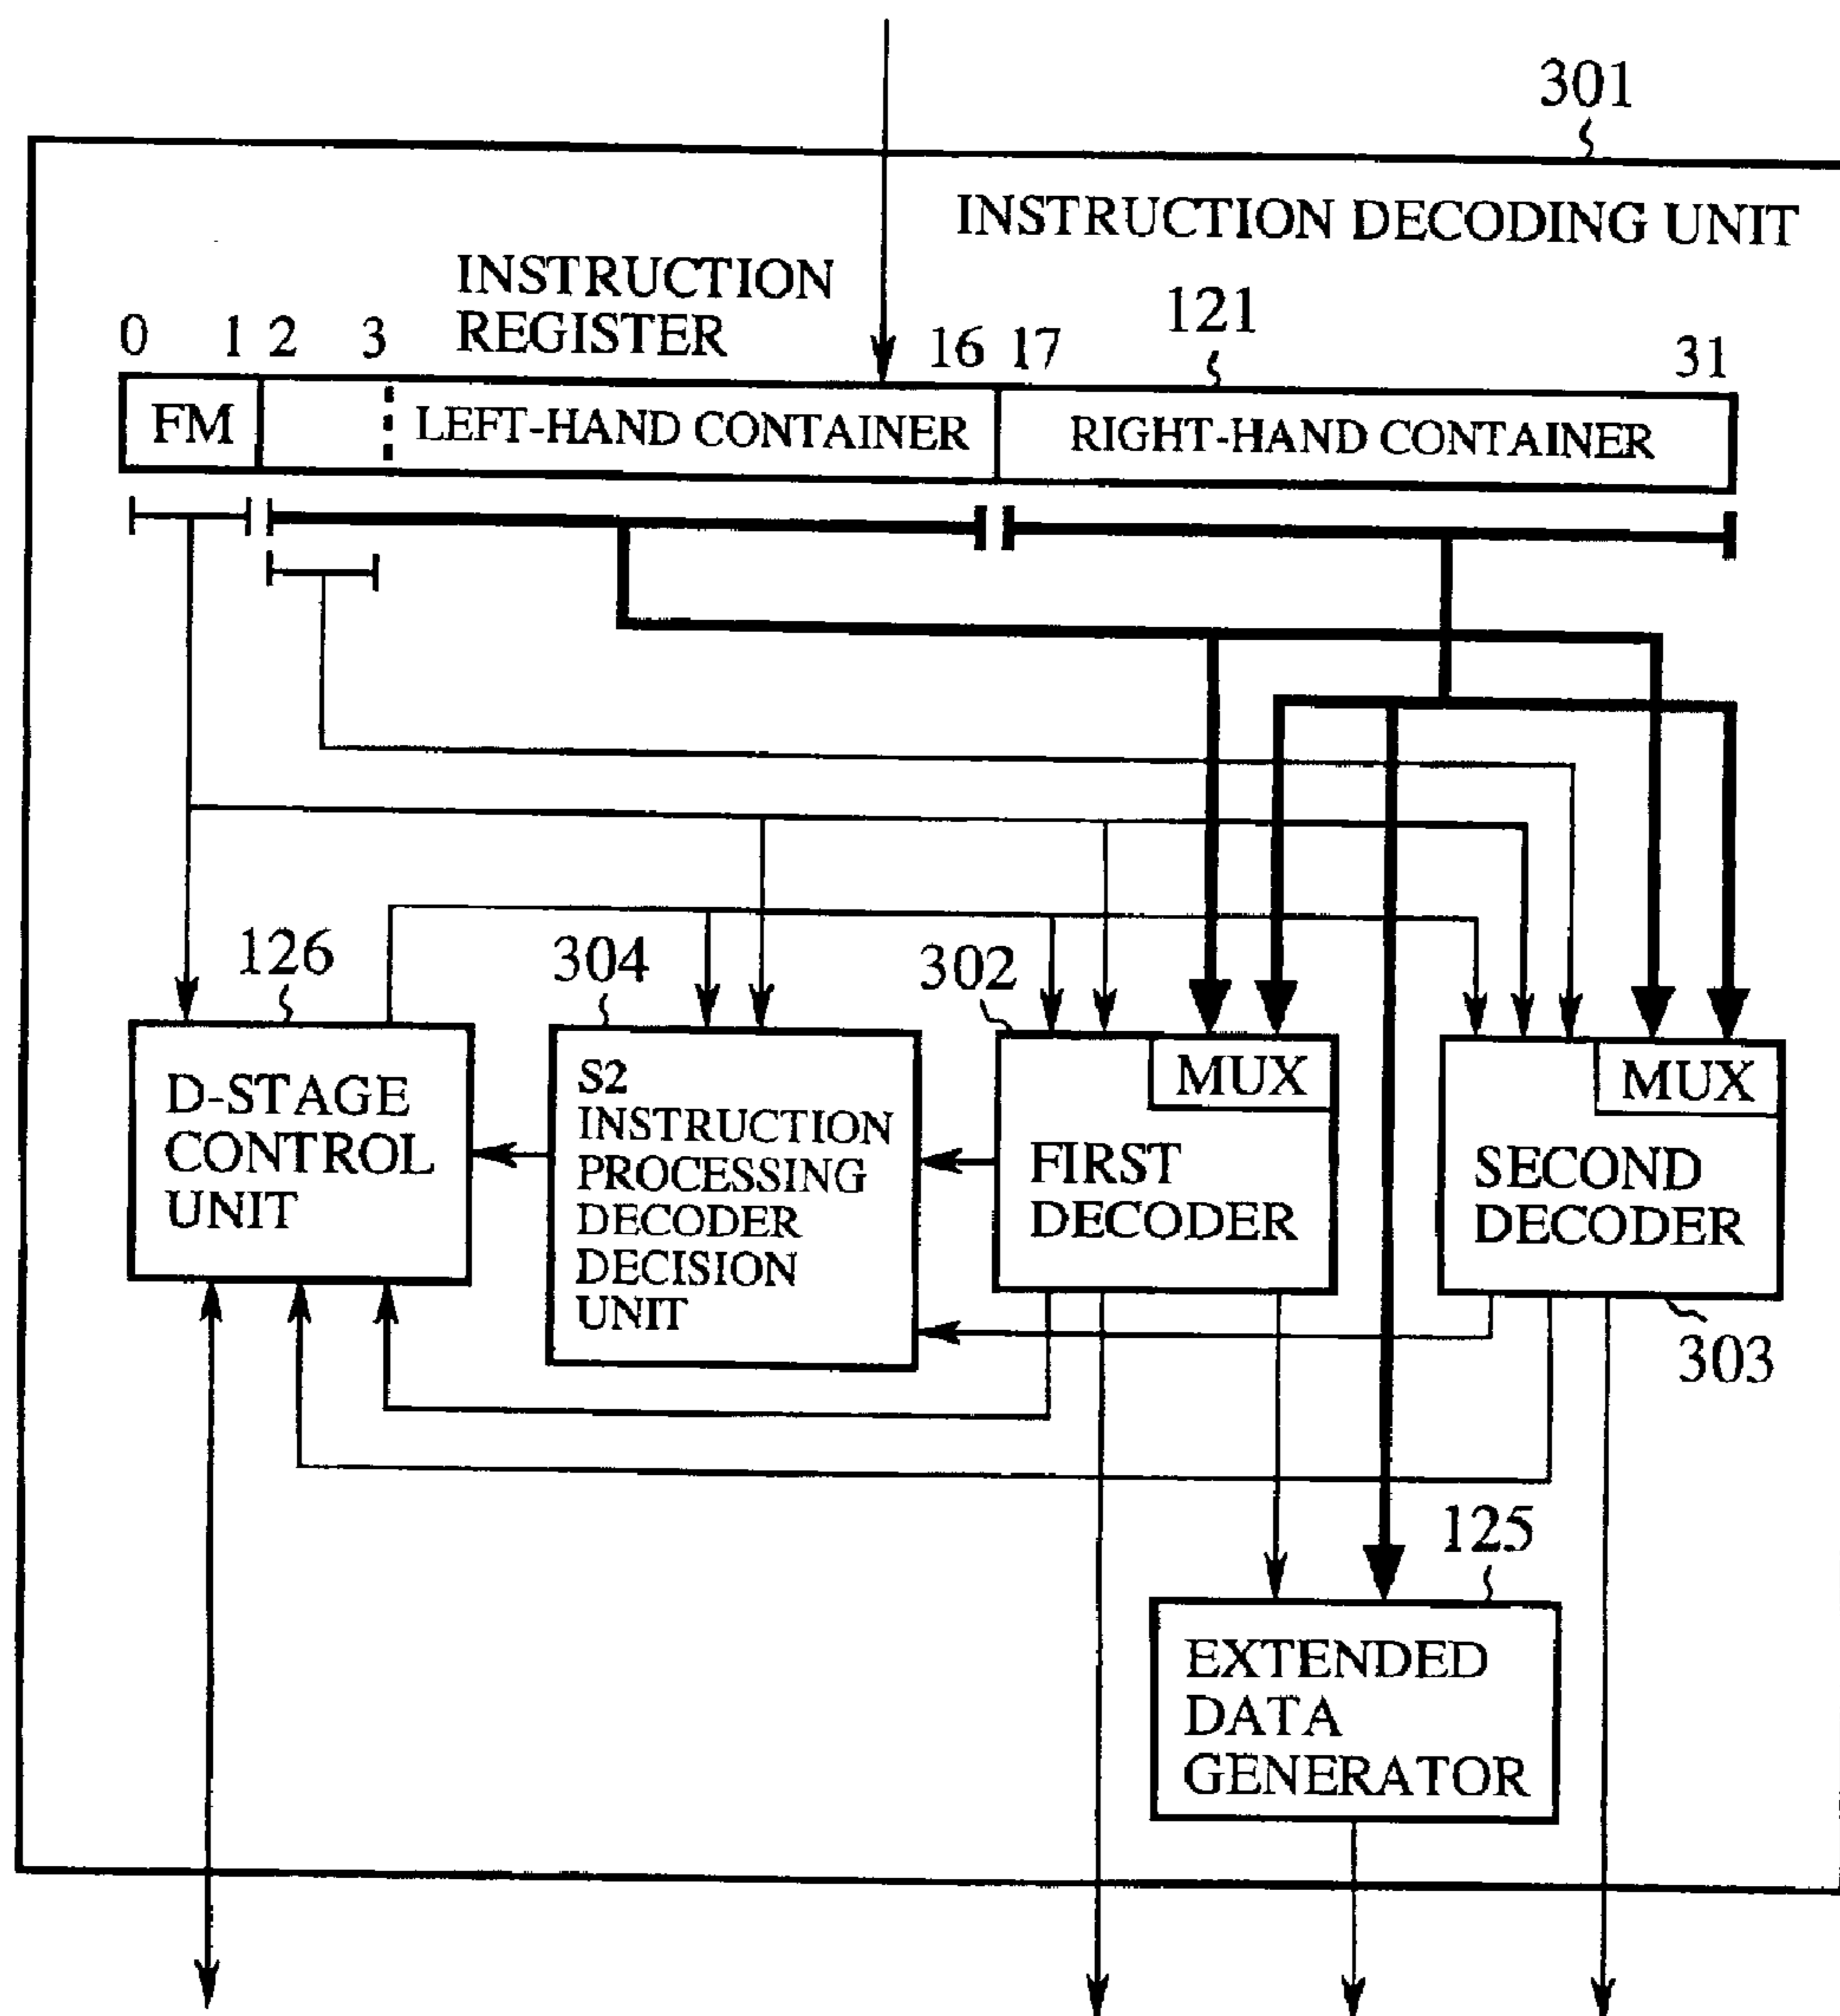 301
INSTRUCTION DECODING UNIT
INSTRUCTION
REGISTER
0 1 2 3 16 17 121 31
FM LEFT-HAND CONTAINER RIGHT-HAND CONTAINER
126 304 302
D-STAGE
CONTROL
UNIT
S2
INSTRUCTION
PROCESSING
DECODER
DECISION
UNIT
MUX
FIRST
DECODER
MUX
SECOND
DECODER
303
125
EXTENDED
DATA
GENERATOR